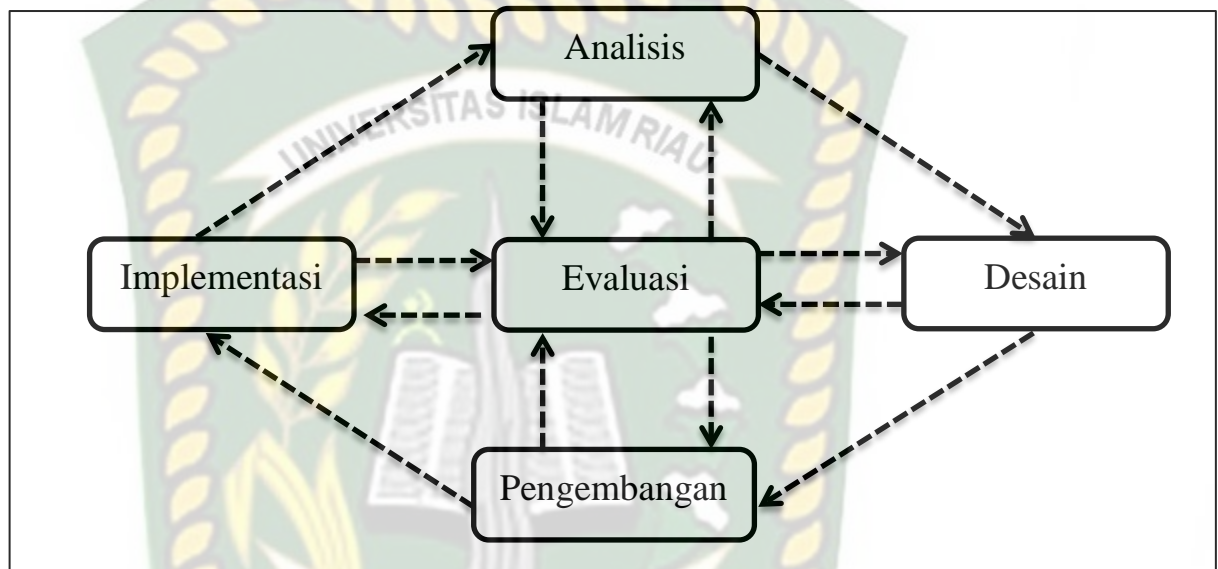 Analisis
UNIVERSITAS ISLAM RIAU
Implementasi
Evaluasi
Desain
Pengembangan